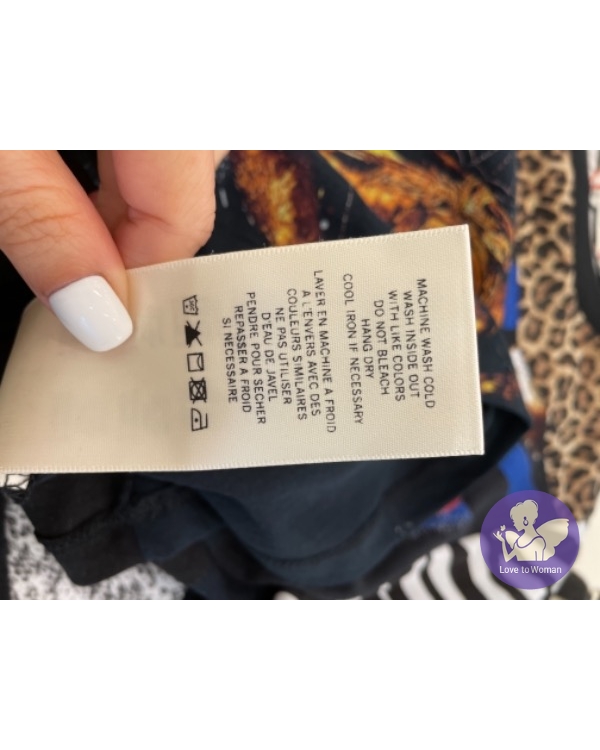 MACHINE WASH COLD
WASH INSIDE OUT
WITH LIKE COLORS
DO NOT BLEACH
HANG DRY
COOL IRON IF NECESSARY
LAVER EN MACHINE À FROID
A L'ENVERS AVEC DES
COULEURS SIMILAIRES
NE PAS UTILISER
D'EAU DE JAVEL
PENDRE POUR SECHER
REPASSER A FROID
SI NECESSAIRE
Love to Woman